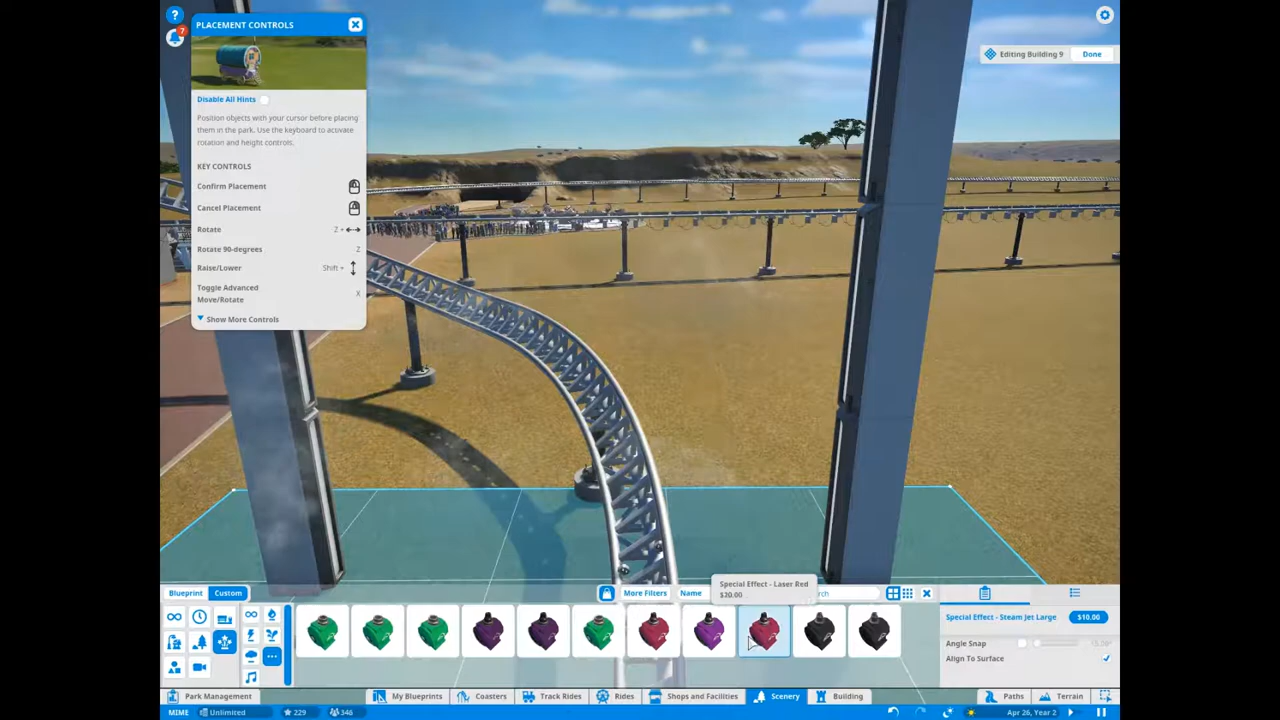 ?
7
PLACEMENT CONTROLS
Disable All Hints
Position objects with your cursor before placing
them in the park. Use the keyboard to activate
rotation and height controls.
KEY CONTROLS
Confirm Placement
Cancel Placement
Rotate Z +
Rotate 90-degrees Z
Raise/Lower Shift +
Toggle Advanced
Move/Rotate X
Show More Controls
Editing Building 9 Done
Special Effect - Laser Red
$20.00
Blueprint Custom More Filters Name
Special Effect - Steam Jet Large $10.00
Angle Snap
Align To Surface
Park Management My Blueprints Coasters Track Rides Rides Shops and Facilities Scenery Building Paths Terrain
MIME Unlimited 229 346 Apr 26, Year 2